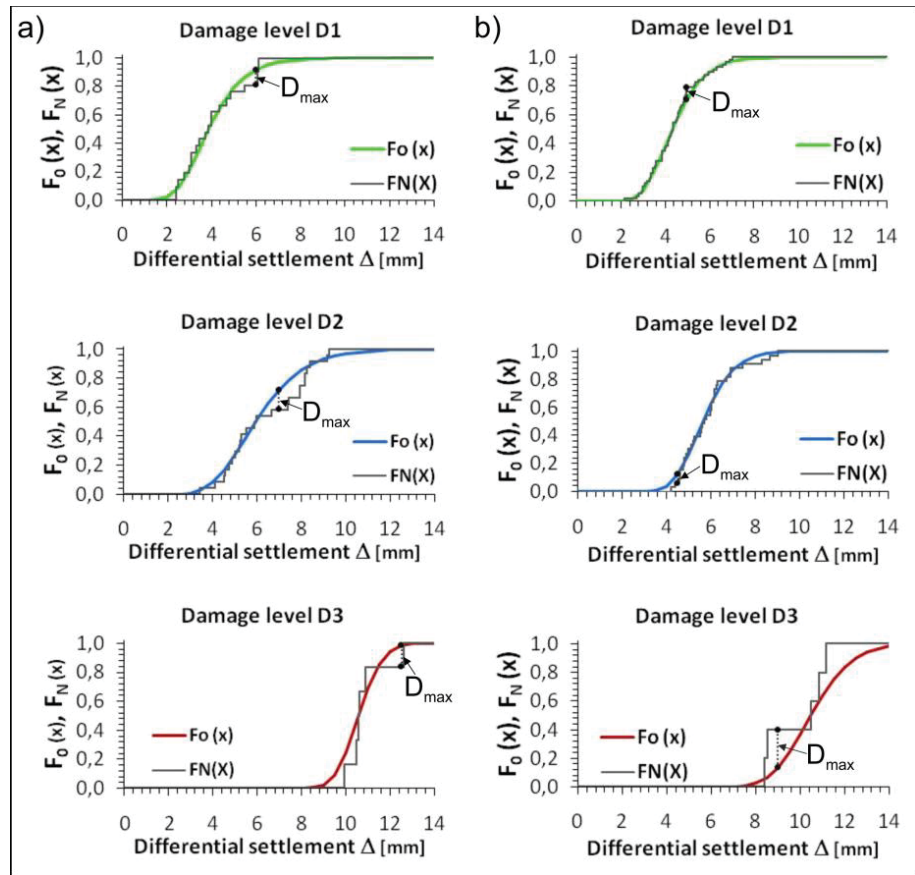 a)
Damage level D1
F0 (x), FN (x)
1,0
0,8
0,6
0,4
0,2
0,0
Dmax
Fo (x)
FN(X)
0 2 4 6 8 10 12 14
Differential settlement Δ [mm]
Damage level D2
F0 (x), FN (x)
1,0
0,8
0,6
0,4
0,2
0,0
Dmax
Fo (x)
FN(X)
0 2 4 6 8 10 12 14
Differential settlement Δ [mm]
Damage level D3
F0 (x), FN (x)
1,0
0,8
0,6
0,4
0,2
0,0
Dmax
Fo (x)
FN(X)
0 2 4 6 8 10 12 14
Differential settlement Δ [mm]
b)
Damage level D1
F0 (x), FN (x)
1,0
0,8
0,6
0,4
0,2
0,0
Dmax
Fo (x)
FN(X)
0 2 4 6 8 10 12 14
Differential settlement Δ [mm]
Damage level D2
F0 (x), FN (x)
1,0
0,8
0,6
0,4
0,2
0,0
Fo (x)
Dmax
FN(X)
0 2 4 6 8 10 12 14
Differential settlement Δ [mm]
Damage level D3
F0 (x), FN (x)
1,0
0,8
0,6
0,4
0,2
0,0
Fo (x)
Dmax
FN(X)
0 2 4 6 8 10 12 14
Differential settlement Δ [mm]